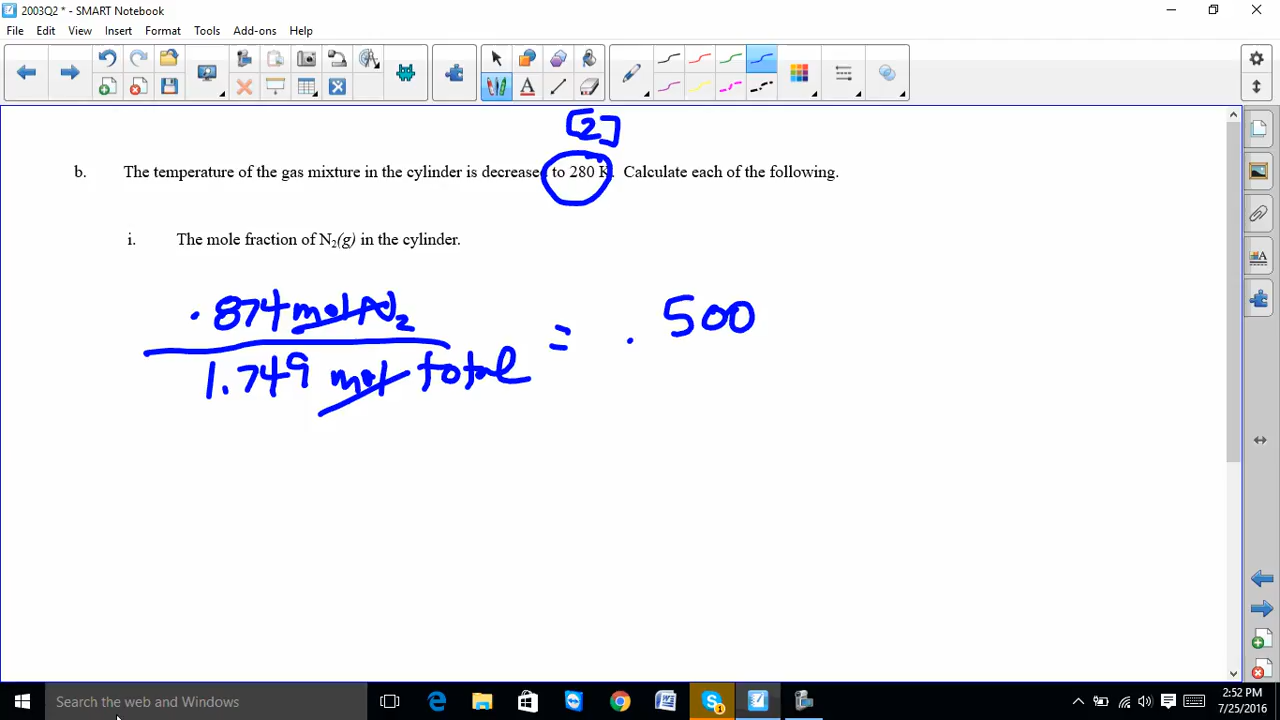 2003Q2 * - SMART Notebook
File Edit View Insert Format Tools Add-ons Help
[2]
b. The temperature of the gas mixture in the cylinder is decreased to 280 K. Calculate each of the following.
i. The mole fraction of N₂(g) in the cylinder.
.874 mol N₂
= .500
1.749 mol total
Search the web and Windows
2:52 PM
7/25/2016